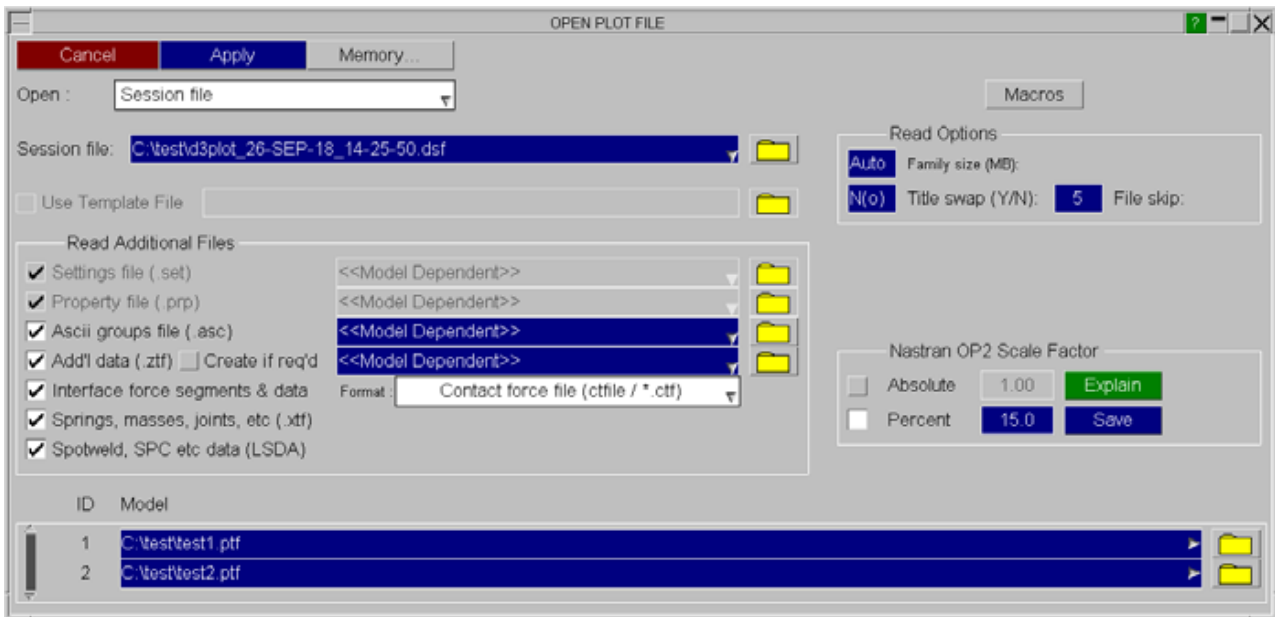 OPEN PLOT FILE
?
Cancel Apply Memory...
Open : Session file
Macros
Session file: C:\test\d3plot_26-SEP-18_14-25-50.dsf
Use Template File
Read Options
Auto Family size (MB):
N(o) Title swap (Y/N): 5 File skip:
Read Additional Files
Settings file (.set) <<Model Dependent>>
Property file (.prp) <<Model Dependent>>
Ascii groups file (.asc) <<Model Dependent>>
Add'l data (.ztf) Create if req'd <<Model Dependent>>
Interface force segments & data Format : Contact force file (ctfile / *.ctf)
Springs, masses, joints, etc (.xtf)
Spotweld, SPC etc data (LSDA)
Nastran OP2 Scale Factor
Absolute 1.00 Explain
Percent 15.0 Save
ID Model
1 C:\test\test1.ptf
2 C:\test\test2.ptf